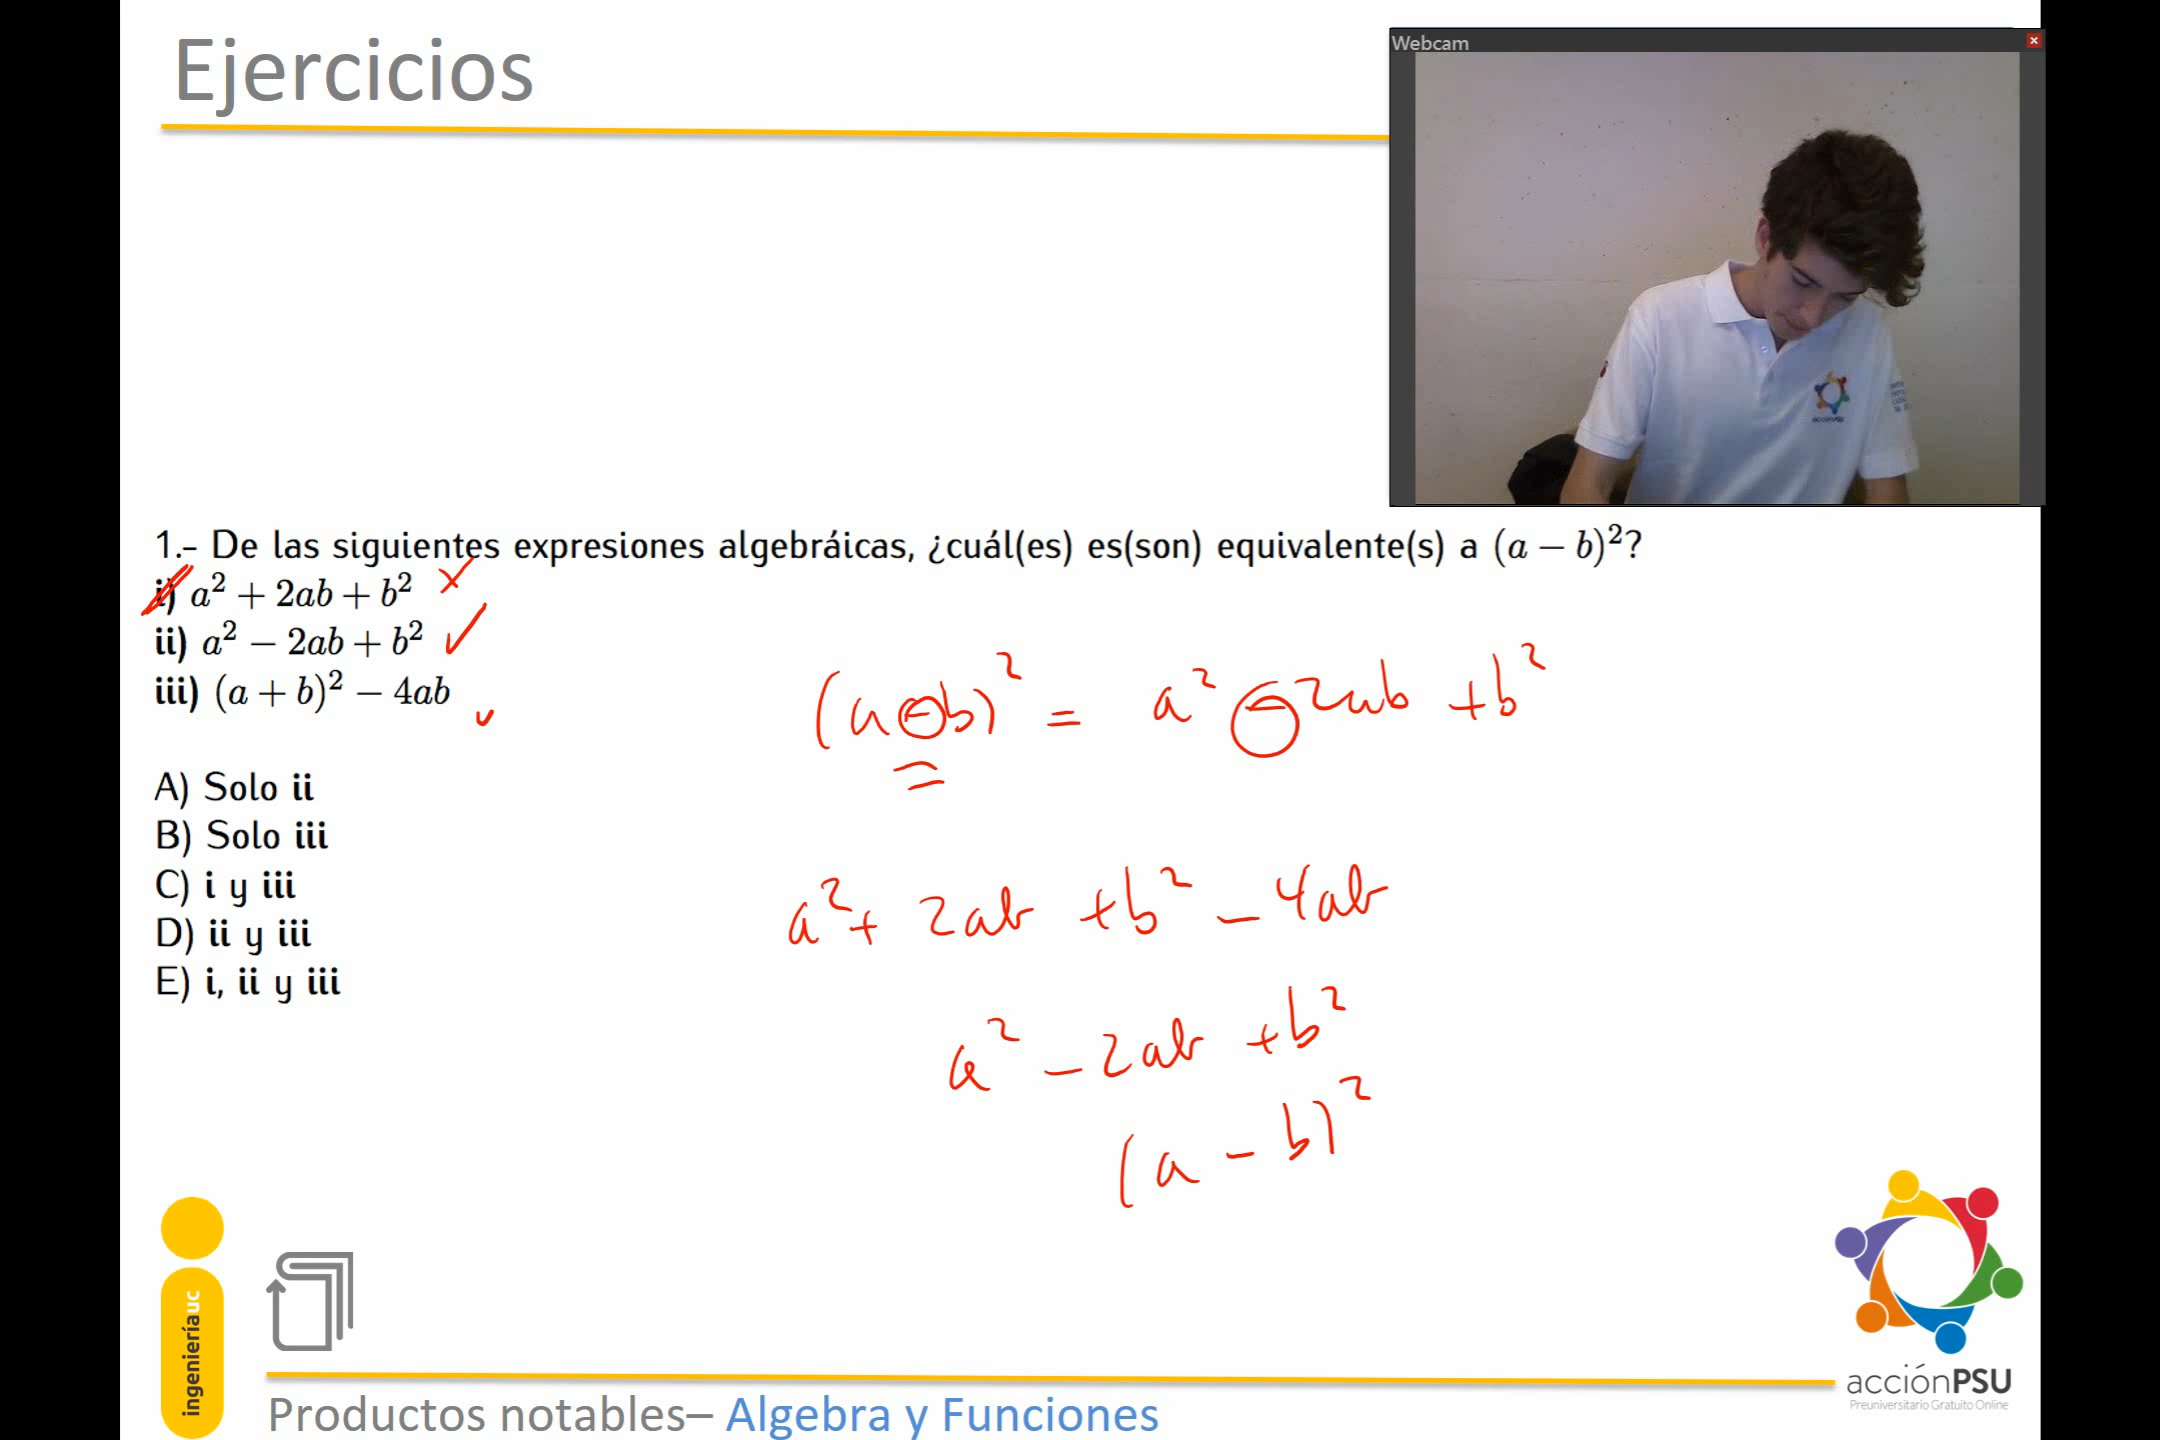 Ejercicios
Webcam
1.- De las siguientes expresiones algebráicas, ¿cuál(es) es(son) equivalente(s) a (a − b)²?
i) a² + 2ab + b² x
ii) a² − 2ab + b² ✓
iii) (a + b)² − 4ab ✓
(a − b)² = a² − 2ab + b²
A) Solo ii
B) Solo iii
C) i y iii
D) ii y iii
E) i, ii y iii
a² + 2ab + b² − 4ab
a² − 2ab + b²
(a − b)²
ingenieríauc
acciónPSU
Preuniversitario Gratuito Online
Productos notables– Algebra y Funciones